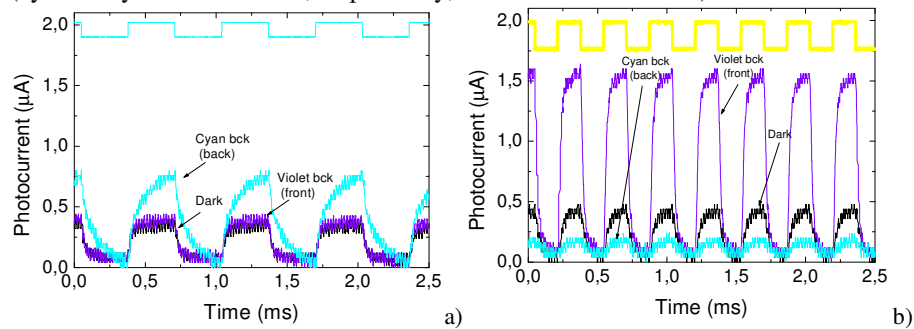 2,0
1,5
1,0
0,5
0,0
Photocurrent (µA)
Cyan bck
(back)
Violet bck
(front)
Dark
0,0 0,5 1,0 1,5 2,0 2,5
Time (ms)
a)
2,0
1,5
1,0
0,5
0,0
Photocurrent (µA)
Cyan bck
(back)
Violet bck
(front)
Dark
0,0 0,5 1,0 1,5 2,0 2,5
Time (ms)
b)